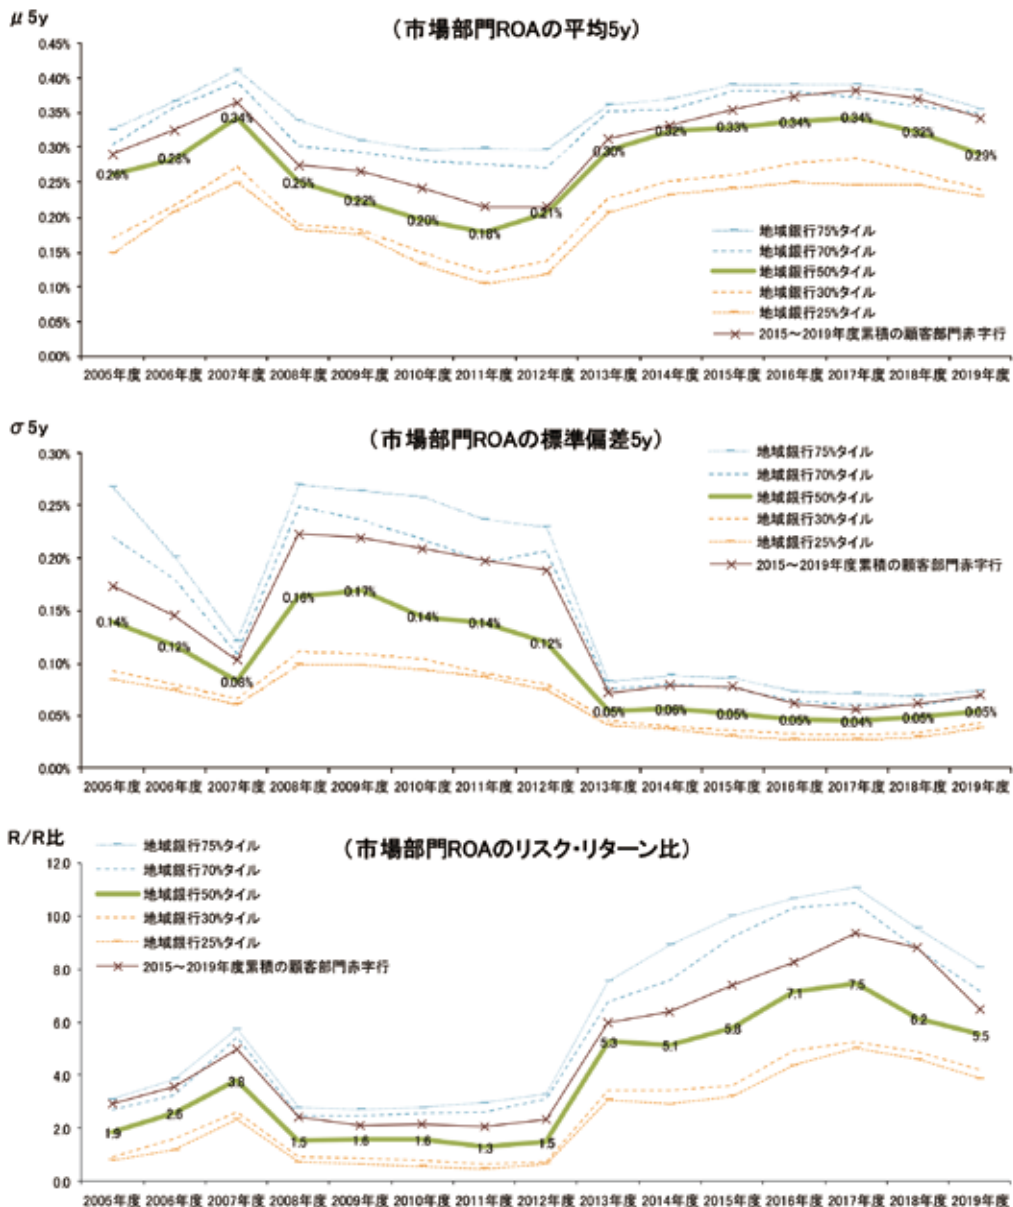 μ5y
(市場部門ROAの平均5y)
0.45%
0.40%
0.35%
0.30%
0.25%
0.20%
0.15%
0.10%
0.05%
0.00%
0.26%
0.28%
0.34%
0.25%
0.22%
0.20%
0.18%
0.21%
0.30%
0.32%
0.33%
0.34%
0.34%
0.32%
0.29%
地域銀行75%タイル
地域銀行70%タイル
地域銀行50%タイル
地域銀行30%タイル
地域銀行25%タイル
2015~2019年度累積の顧客部門赤字行
2005年度 2006年度 2007年度 2008年度 2009年度 2010年度 2011年度 2012年度 2013年度 2014年度 2015年度 2016年度 2017年度 2018年度 2019年度
σ5y
(市場部門ROAの標準偏差5y)
0.30%
0.25%
0.20%
0.15%
0.10%
0.05%
0.00%
地域銀行75%タイル
地域銀行70%タイル
地域銀行50%タイル
地域銀行30%タイル
地域銀行25%タイル
2015~2019年度累積の顧客部門赤字行
0.14%
0.12%
0.08%
0.16%
0.17%
0.14%
0.14%
0.12%
0.05%
0.06%
0.05%
0.05%
0.04%
0.05%
0.05%
2005年度 2006年度 2007年度 2008年度 2009年度 2010年度 2011年度 2012年度 2013年度 2014年度 2015年度 2016年度 2017年度 2018年度 2019年度
R/R比
(市場部門ROAのリスク・リターン比)
地域銀行75%タイル
地域銀行70%タイル
地域銀行50%タイル
地域銀行30%タイル
地域銀行25%タイル
2015~2019年度累積の顧客部門赤字行
12.0
10.0
8.0
6.0
4.0
2.0
0.0
1.9
2.6
3.8
1.5
1.6
1.6
1.3
1.5
5.3
5.1
5.8
7.1
7.5
6.2
5.5
2005年度 2006年度 2007年度 2008年度 2009年度 2010年度 2011年度 2012年度 2013年度 2014年度 2015年度 2016年度 2017年度 2018年度 2019年度